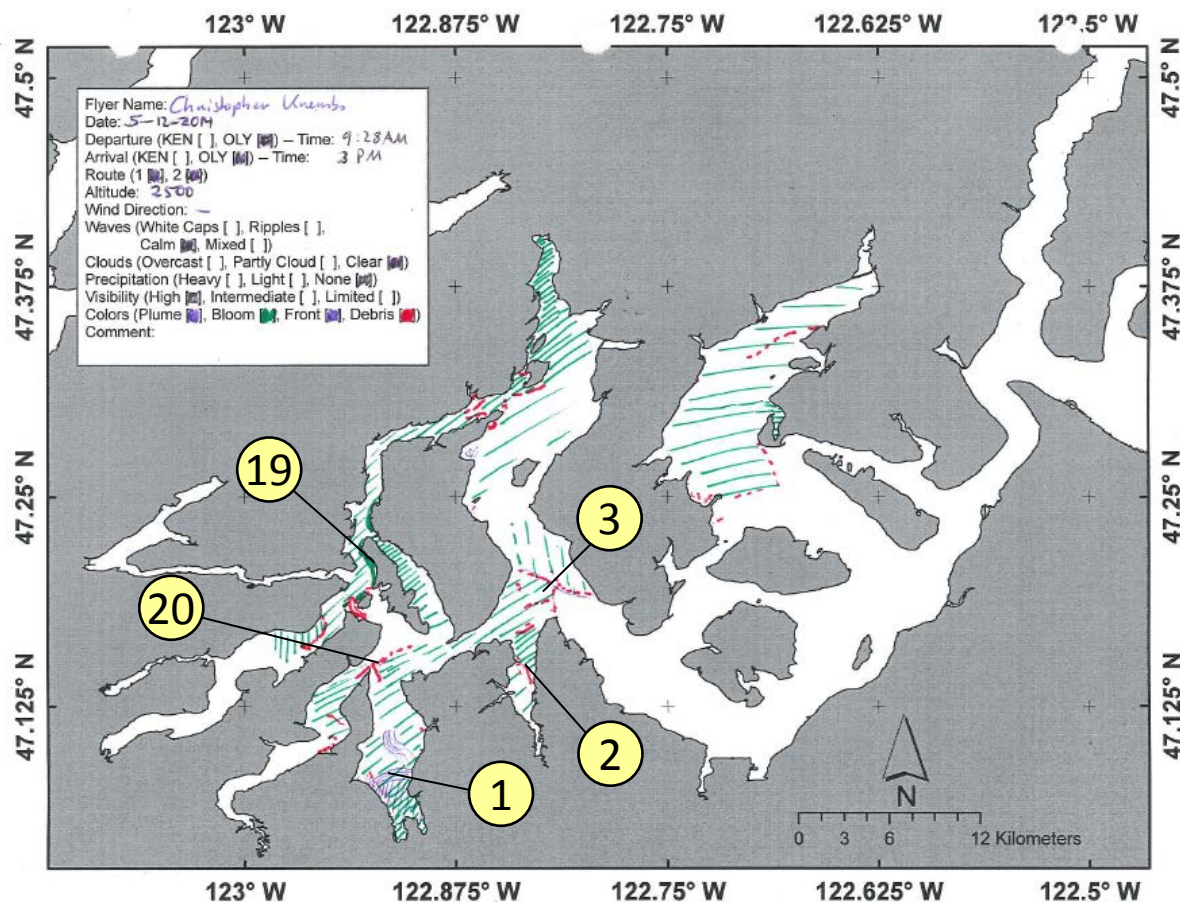 123° W 122.875° W 122.75° W 122.625° W 122.5° W
47.5° N 47.5° N
Flyer Name: Christopher Krembs
Date: 5-12-2014
Departure (KEN [ ], OLY [ ]) – Time: 9:28 AM
Arrival (KEN [ ], OLY [ ]) – Time: 3 PM
Route (1 [ ], 2 [ ])
Altitude: 2500
Wind Direction: –
Waves (White Caps [ ], Ripples [ ],
Calm [ ], Mixed [ ])
Clouds (Overcast [ ], Partly Cloud [ ], Clear [ ])
Precipitation (Heavy [ ], Light [ ], None [ ])
Visibility (High [ ], Intermediate [ ], Limited [ ])
Colors (Plume [ ], Bloom [ ], Front [ ], Debris [ ])
Comment:
47.375° N 47.375° N
19
47.25° N 47.25° N
3
20
47.125° N 47.125° N
2
1
N
0 3 6 12 Kilometers
123° W 122.875° W 122.75° W 122.625° W 122.5° W